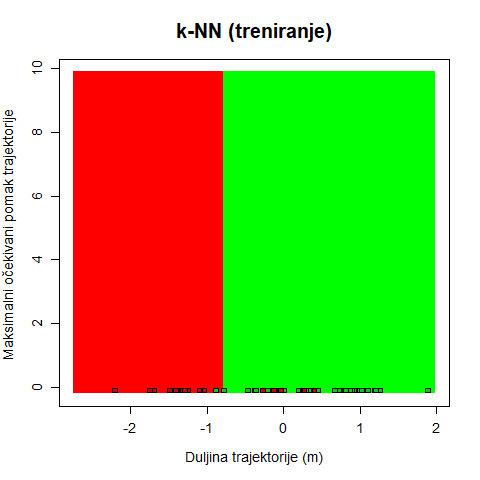 k-NN (treniranje)
Maksimalni očekivani pomak trajektorije
10
8
6
4
2
0
-2 -1 0 1 2
Duljina trajektorije (m)